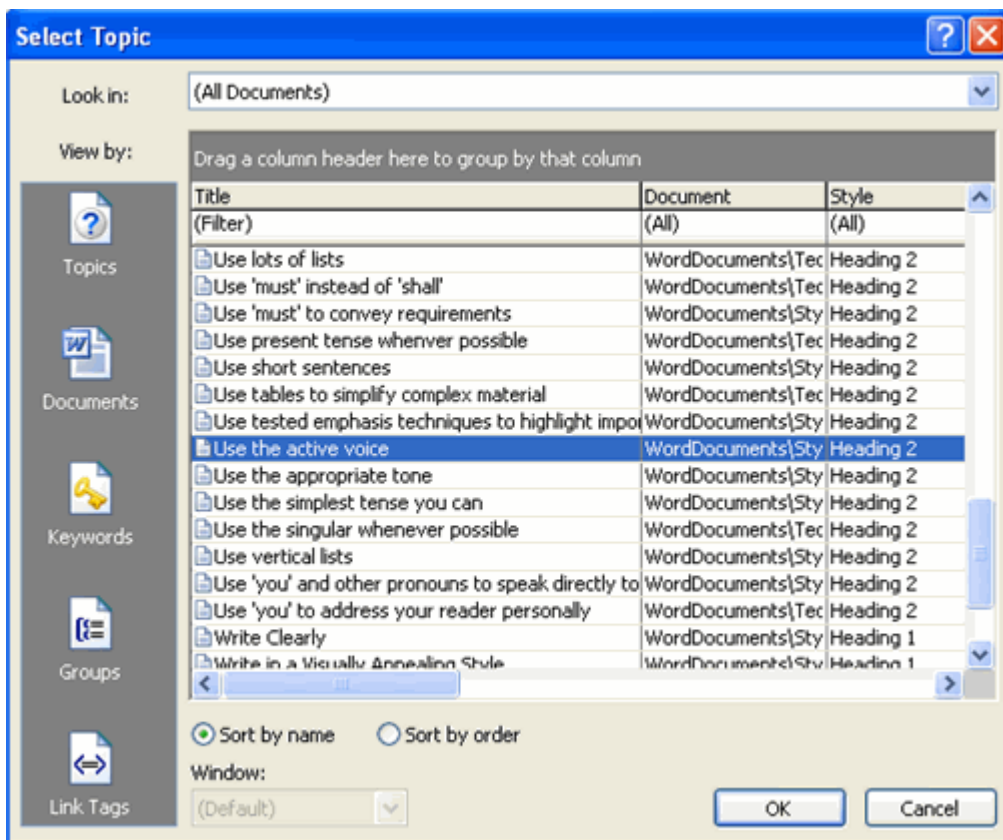 Select Topic
Look in:
(All Documents)
View by:
Drag a column header here to group by that column
Title Document Style
(Filter) (All) (All)
Use lots of lists WordDocuments\Tec Heading 2
Use 'must' instead of 'shall' WordDocuments\Tec Heading 2
Use 'must' to convey requirements WordDocuments\Sty Heading 2
Use present tense whenver possible WordDocuments\Tec Heading 2
Use short sentences WordDocuments\Sty Heading 2
Use tables to simplify complex material WordDocuments\Tec Heading 2
Use tested emphasis techniques to highlight impor WordDocuments\Sty Heading 2
Use the active voice WordDocuments\Sty Heading 2
Use the appropriate tone WordDocuments\Sty Heading 2
Use the simplest tense you can WordDocuments\Sty Heading 2
Use the singular whenever possible WordDocuments\Tec Heading 2
Use vertical lists WordDocuments\Sty Heading 2
Use 'you' and other pronouns to speak directly to WordDocuments\Sty Heading 2
Use 'you' to address your reader personally WordDocuments\Tec Heading 2
Write Clearly WordDocuments\Sty Heading 1
Write in a Visually Appealing Style WordDocuments\Sty Heading 1
Topics
Documents
Keywords
Groups
Link Tags
Sort by name Sort by order
Window:
(Default)
OK Cancel